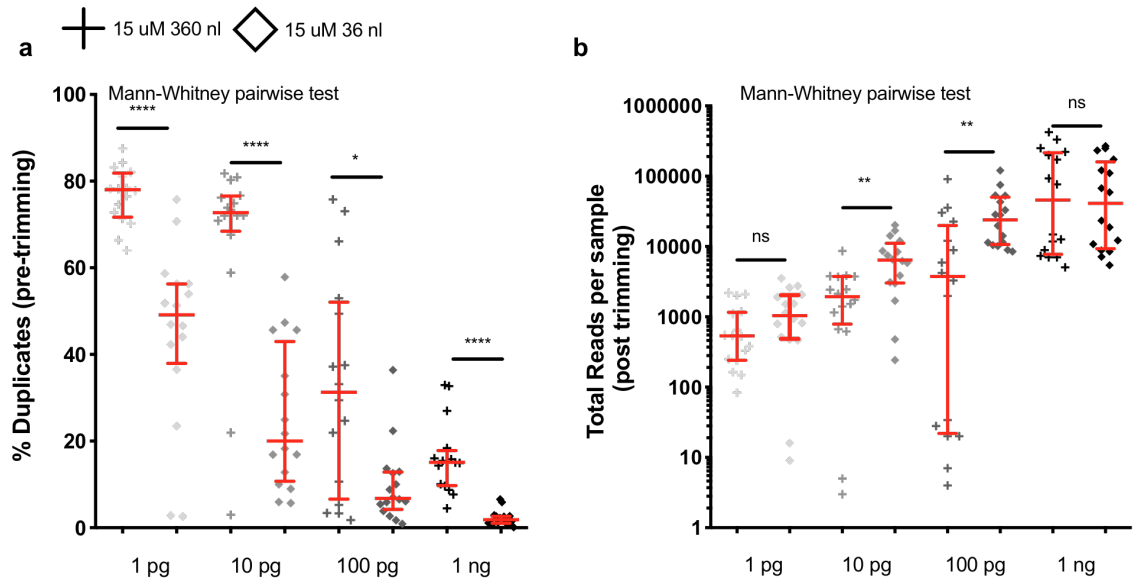 15 uM 360 nl 15 uM 36 nl
a
b
Mann-Whitney pairwise test
% Duplicates (pre-trimming)
100
80
60
40
20
0
****
****
*
****
1 pg 10 pg 100 pg 1 ng
Mann-Whitney pairwise test
Total Reads per sample
(post trimming)
1000000
100000
10000
1000
100
10
1
ns
**
**
ns
1 pg 10 pg 100 pg 1 ng